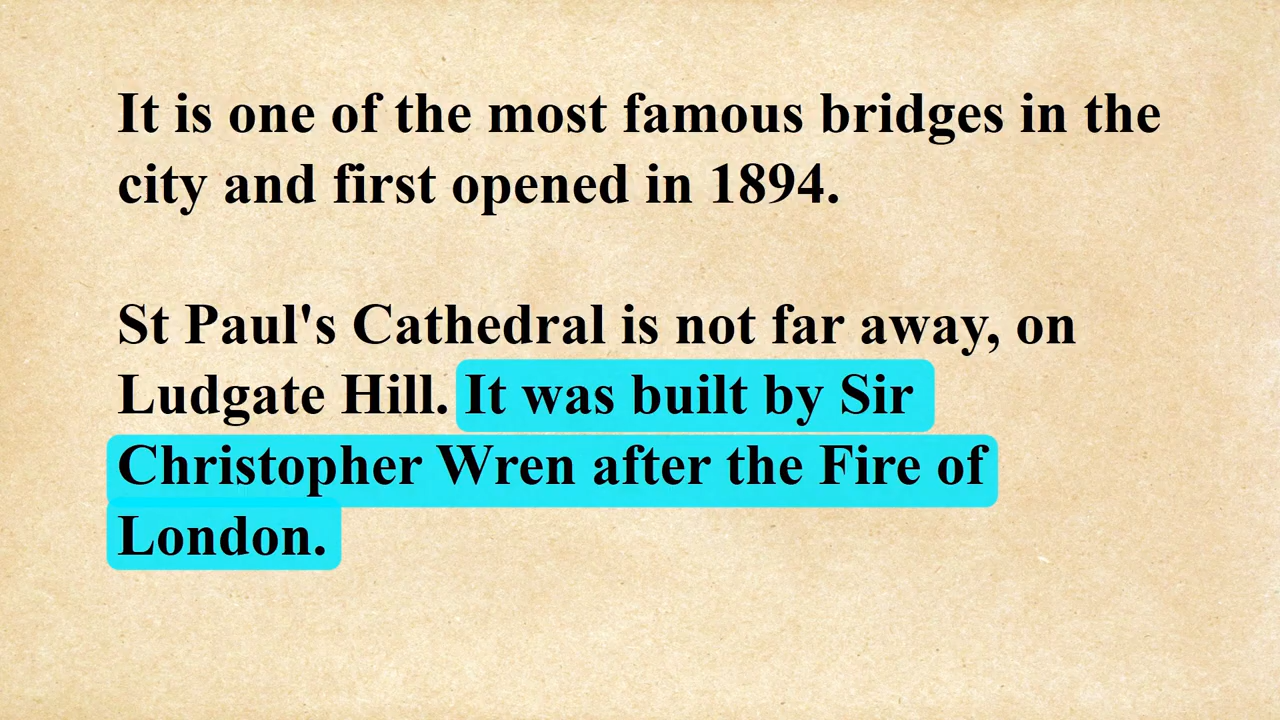 It is one of the most famous bridges in the
city and first opened in 1894.
St Paul's Cathedral is not far away, on
Ludgate Hill. It was built by Sir
Christopher Wren after the Fire of
London.